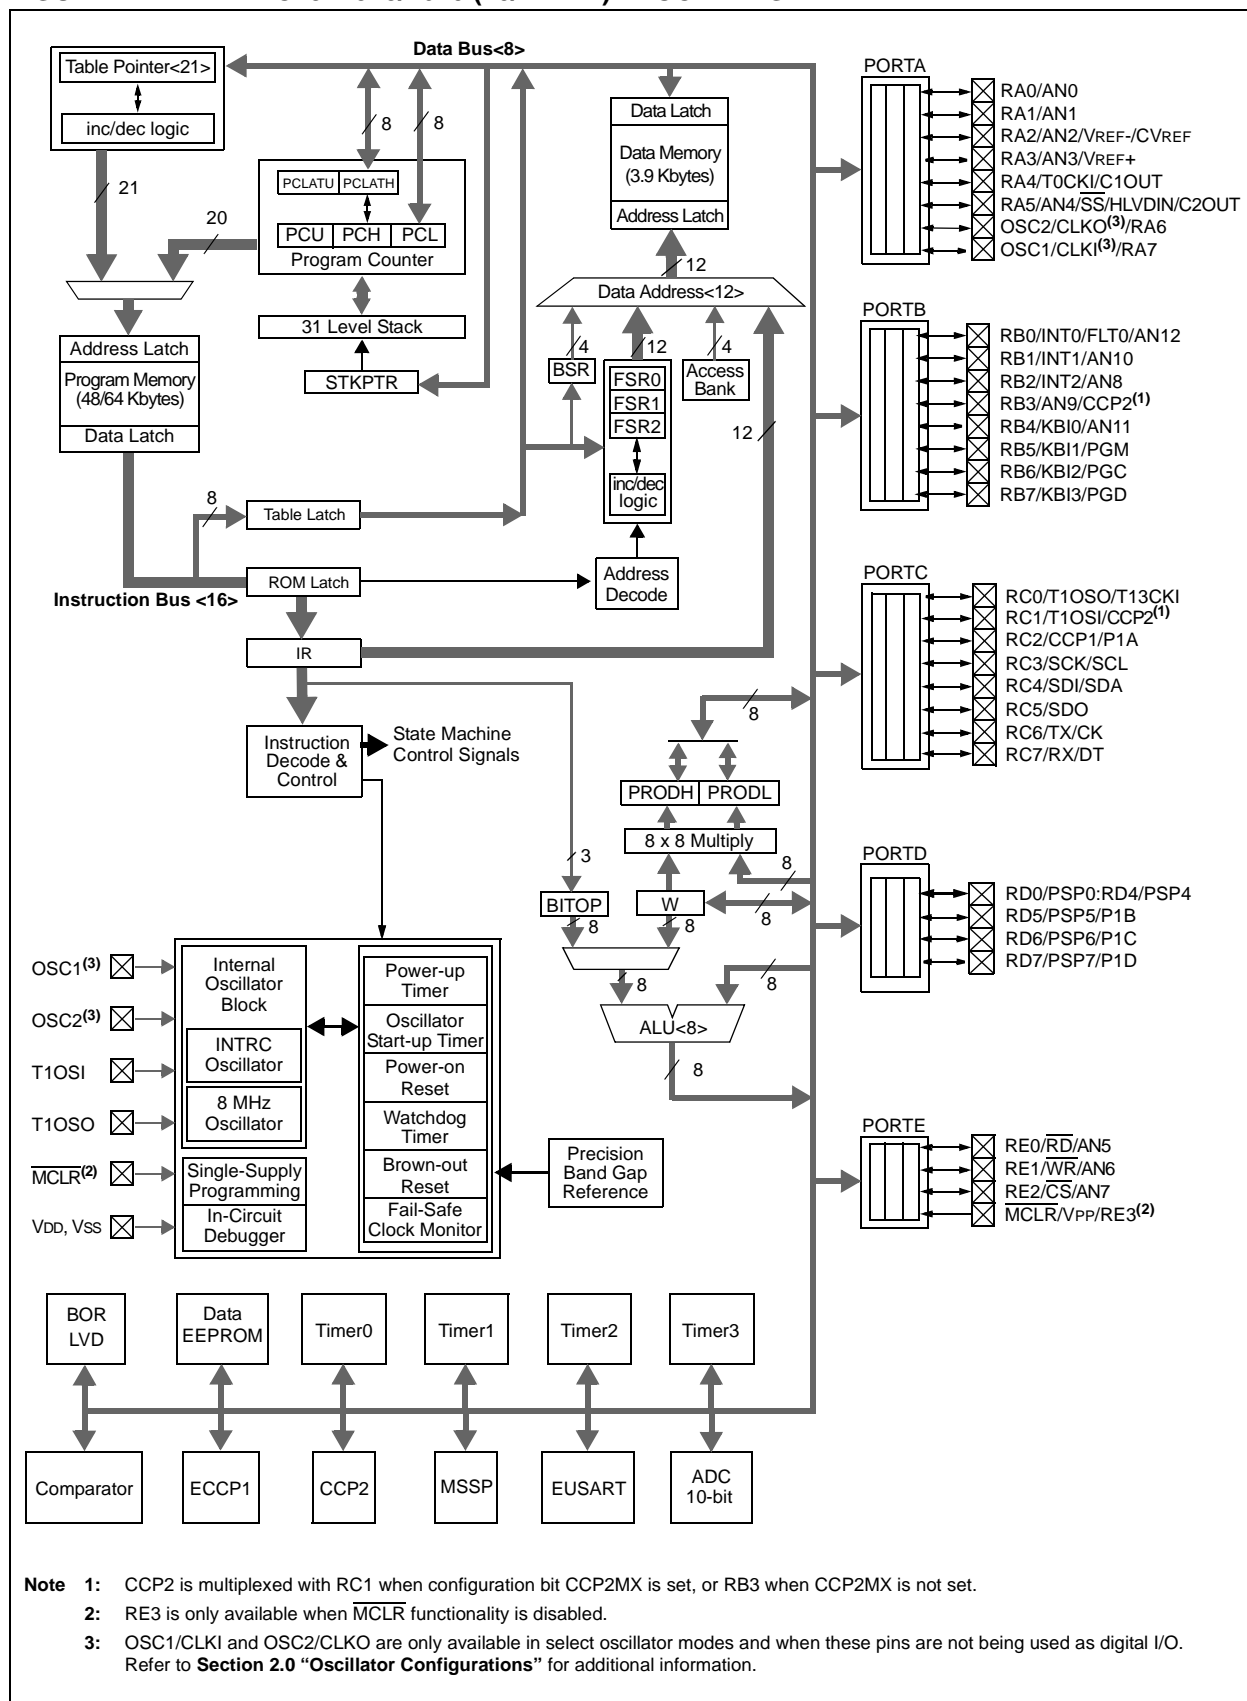 Data Bus<8>
Table Pointer<21>
inc/dec logic
21
20
8
8
PCLATU PCLATH
PCU PCH PCL
Program Counter
31 Level Stack
STKPTR
Data Latch
Data Memory
(3.9 Kbytes)
Address Latch
12
Data Address<12>
4
12
4
BSR
FSR0
FSR1
FSR2
Access
Bank
12
inc/dec
logic
Address Latch
Program Memory
(48/64 Kbytes)
Data Latch
8
Table Latch
ROM Latch
Instruction Bus <16>
Address
Decode
IR
Instruction
Decode &
Control
State Machine
Control Signals
8
PRODH PRODL
8 x 8 Multiply
3
8
BITOP
W
8
8
8
8
8
ALU<8>
8
PORTA
RA0/AN0
RA1/AN1
RA2/AN2/VREF-/CVREF
RA3/AN3/VREF+
RA4/T0CKI/C1OUT
RA5/AN4/SS/HLVDIN/C2OUT
OSC2/CLKO(3)/RA6
OSC1/CLKI(3)/RA7
PORTB
RB0/INT0/FLT0/AN12
RB1/INT1/AN10
RB2/INT2/AN8
RB3/AN9/CCP2(1)
RB4/KBI0/AN11
RB5/KBI1/PGM
RB6/KBI2/PGC
RB7/KBI3/PGD
PORTC
RC0/T1OSO/T13CKI
RC1/T1OSI/CCP2(1)
RC2/CCP1/P1A
RC3/SCK/SCL
RC4/SDI/SDA
RC5/SDO
RC6/TX/CK
RC7/RX/DT
PORTD
RD0/PSP0:RD4/PSP4
RD5/PSP5/P1B
RD6/PSP6/P1C
RD7/PSP7/P1D
PORTE
RE0/RD/AN5
RE1/WR/AN6
RE2/CS/AN7
MCLR/VPP/RE3(2)
OSC1(3)
OSC2(3)
T1OSI
T1OSO
MCLR(2)
VDD, VSS
Internal
Oscillator
Block
INTRC
Oscillator
8 MHz
Oscillator
Single-Supply
Programming
In-Circuit
Debugger
Power-up
Timer
Oscillator
Start-up Timer
Power-on
Reset
Watchdog
Timer
Brown-out
Reset
Fail-Safe
Clock Monitor
Precision
Band Gap
Reference
BOR
LVD
Data
EEPROM
Timer0
Timer1
Timer2
Timer3
Comparator
ECCP1
CCP2
MSSP
EUSART
ADC
10-bit
Note 1: CCP2 is multiplexed with RC1 when configuration bit CCP2MX is set, or RB3 when CCP2MX is not set.
2: RE3 is only available when MCLR functionality is disabled.
3: OSC1/CLKI and OSC2/CLKO are only available in select oscillator modes and when these pins are not being used as digital I/O.
Refer to Section 2.0 “Oscillator Configurations” for additional information.